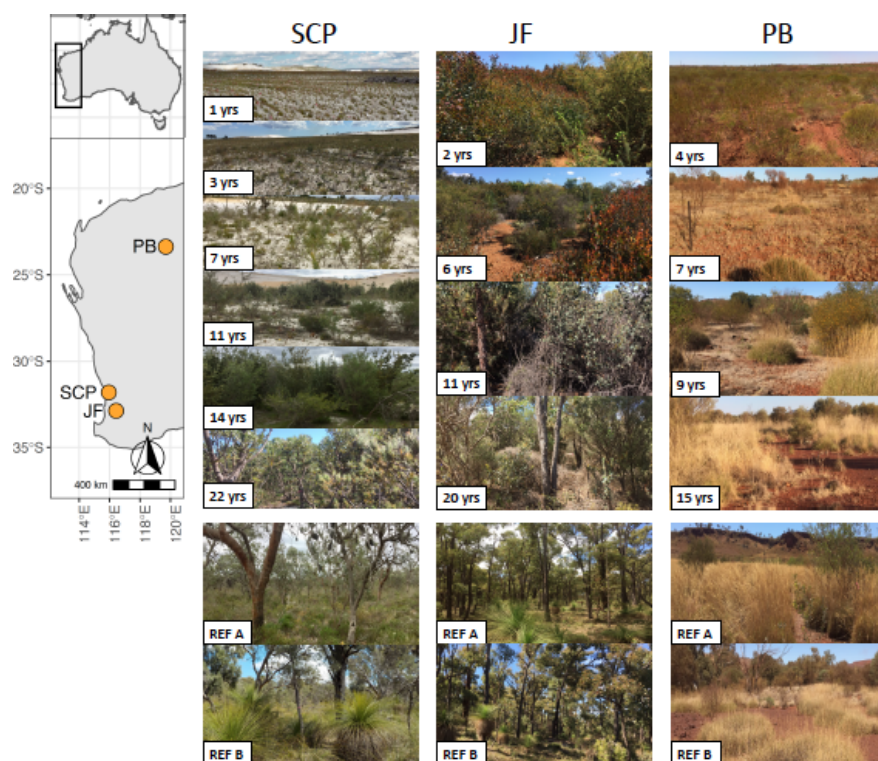 SCP
JF
PB
1 yrs
3 yrs
7 yrs
11 yrs
14 yrs
22 yrs
REF A
REF B
2 yrs
6 yrs
11 yrs
20 yrs
REF A
REF B
4 yrs
7 yrs
9 yrs
15 yrs
REF A
REF B
20°S
25°S
30°S
35°S
PB
SCP
JF
N
400 km
114°E
116°E
118°E
120°E